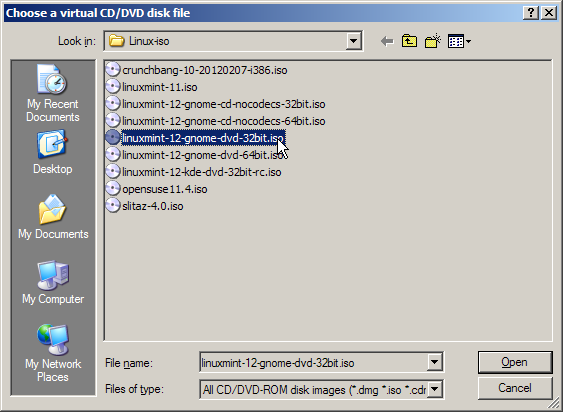 Choose a virtual CD/DVD disk file
Look in: Linux-iso
My Recent
Documents
Desktop
My Documents
My Computer
My Network
Places
crunchbang-10-20120207-i386.iso
linuxmint-11.iso
linuxmint-12-gnome-cd-nocodecs-32bit.iso
linuxmint-12-gnome-cd-nocodecs-64bit.iso
linuxmint-12-gnome-dvd-32bit.iso
linuxmint-12-gnome-dvd-64bit.iso
linuxmint-12-kde-dvd-32bit-rc.iso
opensuse11.4.iso
slitaz-4.0.iso
File name: linuxmint-12-gnome-dvd-32bit.iso Open
Files of type: All CD/DVD-ROM disk images (*.dmg *.iso *.cdr Cancel